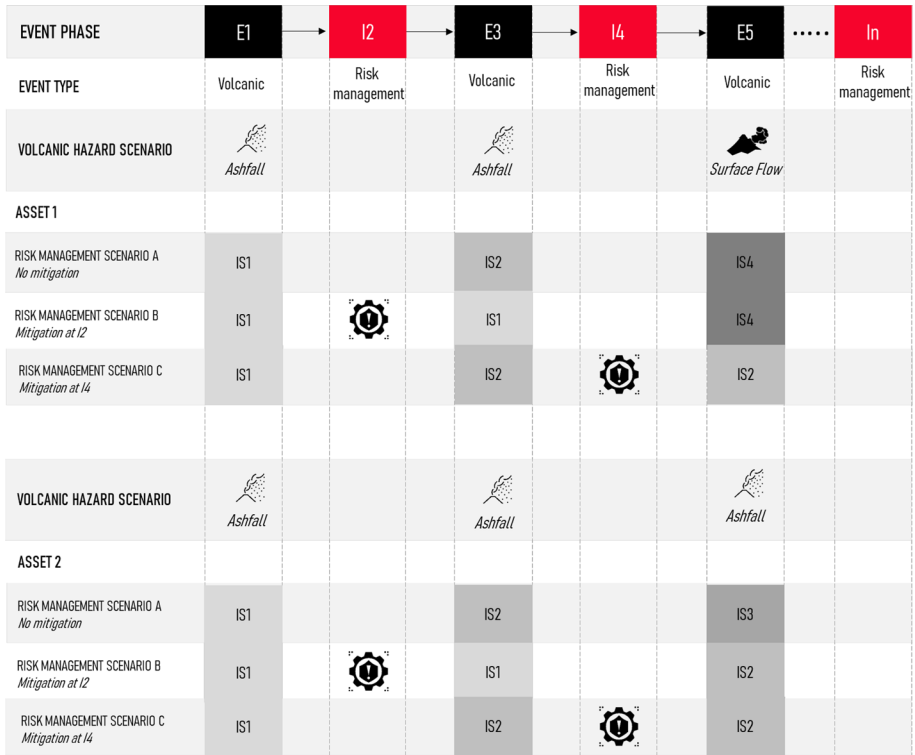 EVENT PHASE E1 I2 E3 I4 E5 In
EVENT TYPE Volcanic Risk management Volcanic Risk management Volcanic Risk management
VOLCANIC HAZARD SCENARIO Ashfall Ashfall Surface Flow
ASSET 1
RISK MANAGEMENT SCENARIO A IS1 IS2 IS4
No mitigation
RISK MANAGEMENT SCENARIO B IS1 IS1 IS4
Mitigation at I2
RISK MANAGEMENT SCENARIO C IS1 IS2 IS2
Mitigation at I4
VOLCANIC HAZARD SCENARIO Ashfall Ashfall Ashfall
ASSET 2
RISK MANAGEMENT SCENARIO A IS1 IS2 IS3
No mitigation
RISK MANAGEMENT SCENARIO B IS1 IS1 IS2
Mitigation at I2
RISK MANAGEMENT SCENARIO C IS1 IS2 IS2
Mitigation at I4